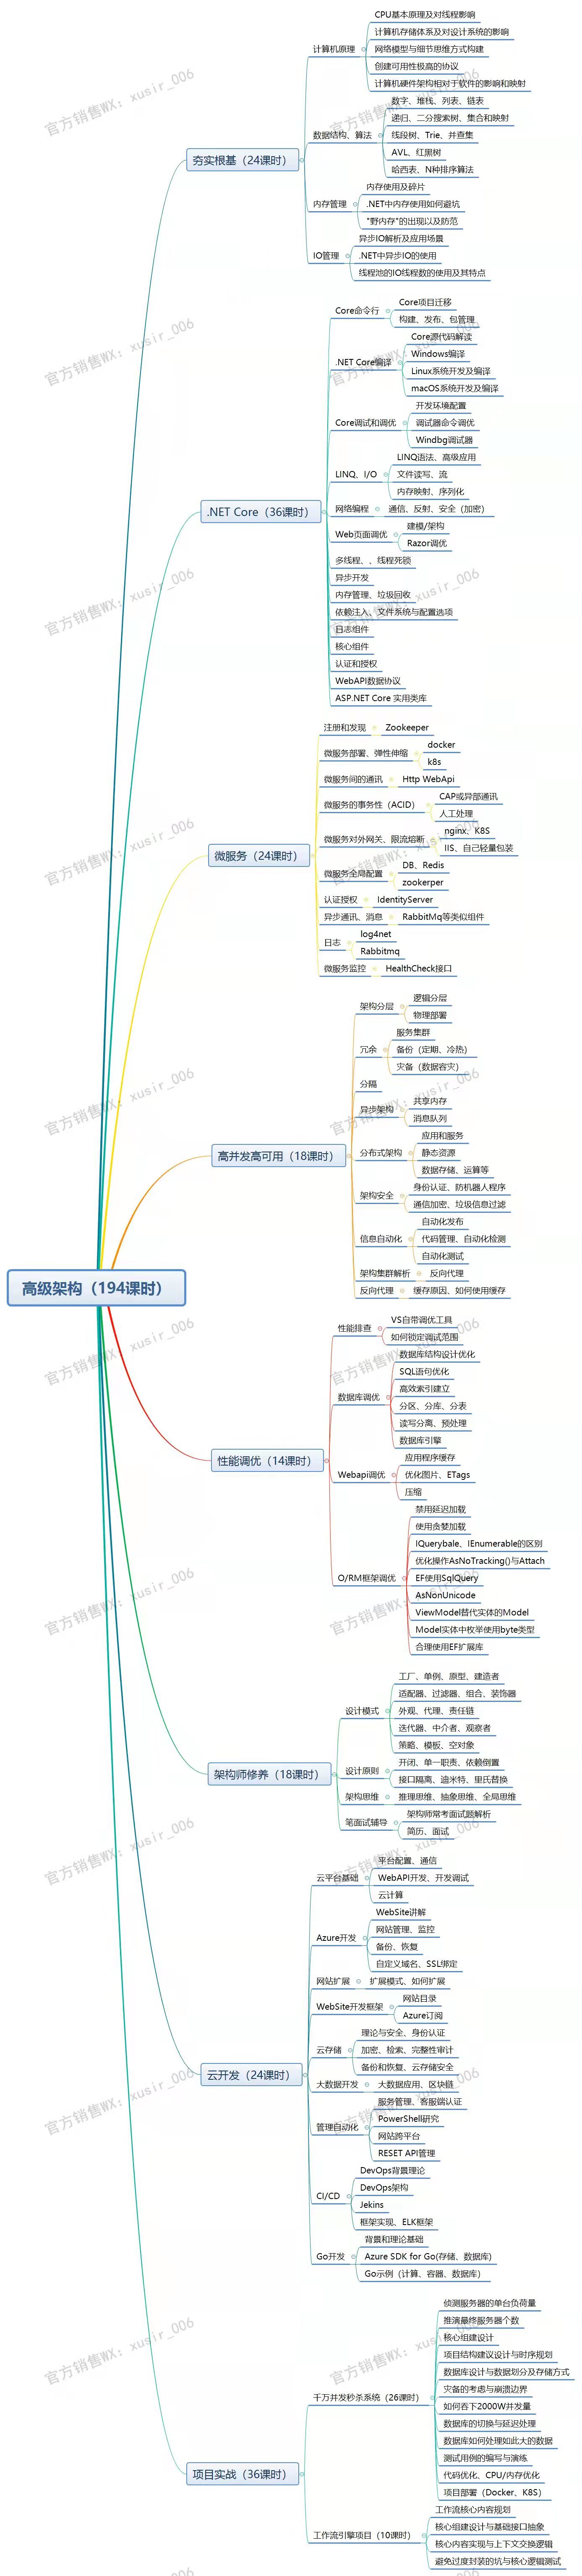 高级架构（194课时）
夯实根基（24课时）
计算机原理
CPU基本原理及对线程影响
计算机存储体系及对设计系统的影响
网络模型与细节思维方式构建
创建可用性极高的协议
计算机硬件架构相对于软件的影响和映射
数据结构、算法
数字、堆栈、列表、链表
递归、二分搜索树、集合和映射
线段树、Trie、并查集
AVL、红黑树
哈西表、N种排序算法
内存管理
内存使用及碎片
.NET中内存使用如何避坑
"野内存"的出现以及防范
IO管理
异步IO解析及应用场景
.NET中异步IO的使用
线程池的IO线程数的使用及其特点
.NET Core（36课时）
Core命令行
Core项目迁移
构建、发布、包管理
.NET Core编译
Core源代码解读
Windows编译
Linux系统开发及编译
macOS系统开发及编译
Core调试和调优
开发环境配置
调试器命令调优
Windbg调试器
LINQ、I/O
LINQ语法、高级应用
文件读写、流
内存映射、序列化
网络编程
通信、反射、安全（加密）
Web页面调优
建模/架构
Razor调优
多线程、、线程死锁
异步开发
内存管理、垃圾回收
依赖注入、文件系统与配置选项
日志组件
核心组件
认证和授权
WebAPI数据协议
ASP.NET Core 实用类库
微服务（24课时）
注册和发现
Zookeeper
微服务部署、弹性伸缩
docker
k8s
微服务间的通讯
Http WebApi
微服务的事务性（ACID）
CAP或异部通讯
人工处理
微服务对外网关、限流熔断
nginx、K8S
IIS、自己轻量包装
微服务全局配置
DB、Redis
zookerper
认证授权
IdentityServer
异步通讯、消息
RabbitMq等类似组件
日志
log4net
Rabbitmq
微服务监控
HealthCheck接口
高并发高可用（18课时）
架构分层
逻辑分层
物理部署
冗余
服务集群
备份（定期、冷热）
灾备（数据容灾）
分隔
异步架构
共享内存
消息队列
分布式架构
应用和服务
静态资源
数据存储、运算等
架构安全
身份认证、防机器人程序
通信加密、垃圾信息过滤
信息自动化
自动化发布
代码管理、自动化检测
自动化测试
架构集群解析
反向代理
反向代理
缓存原因、如何使用缓存
性能调优（14课时）
性能排查
VS自带调优工具
如何锁定调试范围
数据库调优
数据库结构设计优化
SQL语句优化
高效索引建立
分区、分库、分表
读写分离、预处理
数据库引擎
Webapi调优
应用程序缓存
优化图片、ETags
压缩
O/RM框架调优
禁用延迟加载
使用贪婪加载
IQuerybale、IEnumerable的区别
优化操作AsNoTracking()与Attach
EF使用SqlQuery
AsNonUnicode
ViewModel替代实体的Model
Model实体中枚举使用byte类型
合理使用EF扩展库
架构师修养（18课时）
设计模式
工厂、单例、原型、建造者
适配器、过滤器、组合、装饰器
外观、代理、责任链
迭代器、中介者、观察者
策略、模板、空对象
设计原则
开闭、单一职责、依赖倒置
接口隔离、迪米特、里氏替换
架构思维
推理思维、抽象思维、全局思维
笔面试辅导
架构师常考面试题解析
简历、面试
云开发（24课时）
云平台基础
平台配置、通信
WebAPI开发、开发调试
云计算
Azure开发
WebSite讲解
网站管理、监控
备份、恢复
自定义域名、SSL绑定
网站扩展
扩展模式、如何扩展
WebSite开发框架
网站目录
Azure订阅
云存储
理论与安全、身份认证
加密、检索、完整性审计
备份和恢复、云存储安全
大数据开发
大数据应用、区块链
管理自动化
服务管理、客服端认证
PowerShell研究
网站跨平台
RESET API管理
CI/CD
DevOps背景理论
DevOps架构
Jekins
框架实现、ELK框架
Go开发
背景和理论基础
Azure SDK for Go(存储、数据库)
Go示例（计算、容器、数据库）
项目实战（36课时）
千万并发秒杀系统（26课时）
侦测服务器的单台负荷量
推演最终服务器个数
核心组建设计
项目结构建议设计与时序规划
数据库设计与数据划分及存储方式
灾备的考虑与崩溃边界
如何吞下2000W并发量
数据库的切换与延迟处理
数据库如何处理如此大的数据
测试用例的编写与演练
代码优化、CPU/内存优化
项目部署（Docker、K8S）
工作流引擎项目（10课时）
工作流核心内容规划
核心组建设计与基础接口抽象
核心内容实现与上下文交换逻辑
避免过度封装的坑与核心逻辑测试
官方销售WX：xusir_006